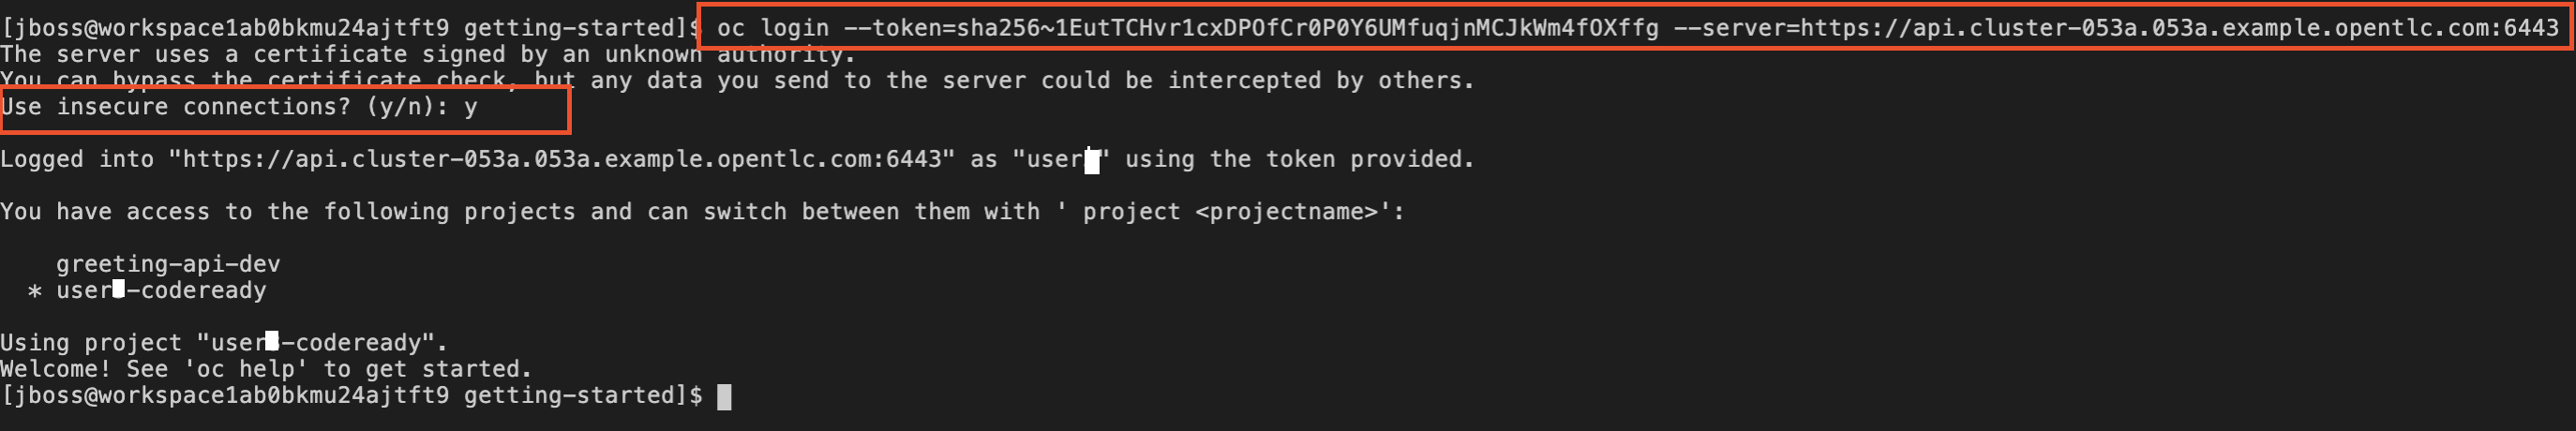 [jboss@workspace1ab0bkmu24ajtft9 getting-started]$ oc login --token=sha256~1EutTCHvr1cxDPOfCr0P0Y6UMfuqjnMCJkWm4fOXffg --server=https://api.cluster-053a.053a.example.opentlc.com:6443
The server uses a certificate signed by an unknown authority.
You can bypass the certificate check, but any data you send to the server could be intercepted by others.
Use insecure connections? (y/n): y
Logged into "https://api.cluster-053a.053a.example.opentlc.com:6443" as "user" using the token provided.
You have access to the following projects and can switch between them with ' project <projectname>':
greeting-api-dev
* user-codeready
Using project "user-codeready".
Welcome! See 'oc help' to get started.
[jboss@workspace1ab0bkmu24ajtft9 getting-started]$